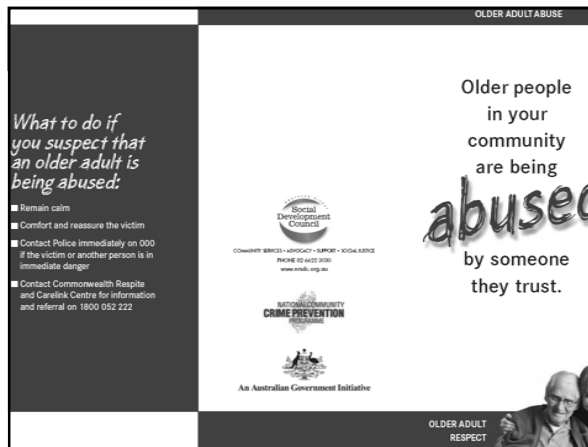 OLDER ADULT ABUSE
What to do if
you suspect that
an older adult is
being abused:
Remain calm
Comfort and reassure the victim
Contact Police immediately on 000
if the victim or another person is in
immediate danger
Contact Commonwealth Respite
and Carelink Centre for information
and referral on 1800 052 222
Social
Development
Council
COMMUNITY SERVICES • ADVOCACY • SUPPORT • SOCIAL JUSTICE
PHONE 02 6622 3030
www.nrsdc.org.au
NATIONALCOMMUNITY
CRIME PREVENTION
PROGRAMME
An Australian Government Initiative
Older people
in your
community
are being
abused
by someone
they trust.
OLDER ADULT
RESPECT